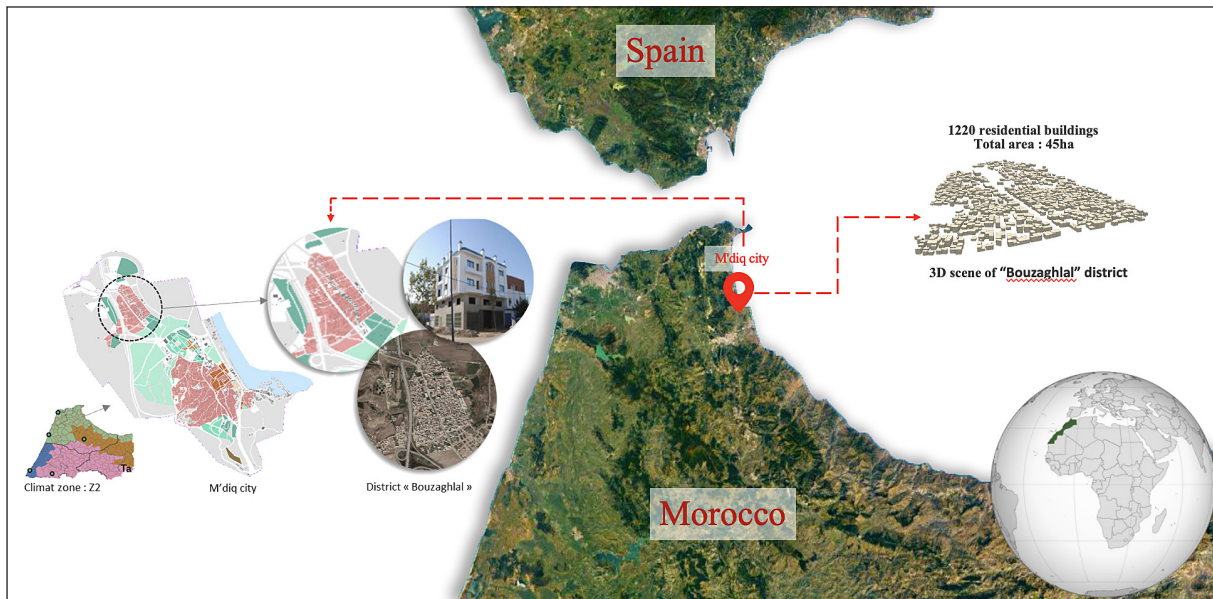 Spain
1220 residential buildings
Total area : 45ha
M'diq city
3D scene of “Bouzaghlal” district
Ta
Climat zone : Z2
M'diq city
District « Bouzaghlal »
Morocco